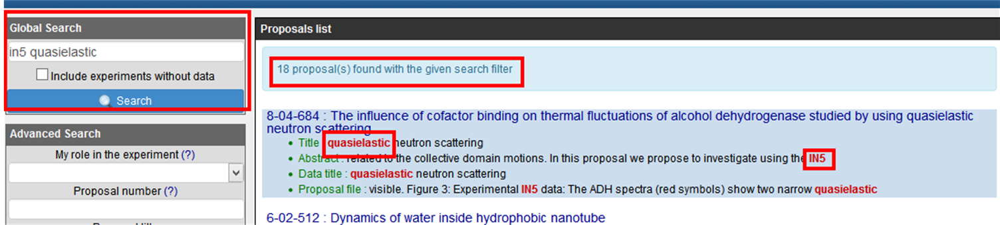 Global Search
in5 quasielastic
Include experiments without data
Search
Advanced Search
My role in the experiment (?)
Proposal number (?)
Proposals list
18 proposal(s) found with the given search filter
8-04-684 : The influence of cofactor binding on thermal fluctuations of alcohol dehydrogenase studied by using quasielastic
neutron scattering
Title : quasielastic neutron scattering
Abstract : related to the collective domain motions. In this proposal we propose to investigate using the IN5
Data title : quasielastic neutron scattering
Proposal file : visible. Figure 3: Experimental IN5 data: The ADH spectra (red symbols) show two narrow quasielastic
6-02-512 : Dynamics of water inside hydrophobic nanotube